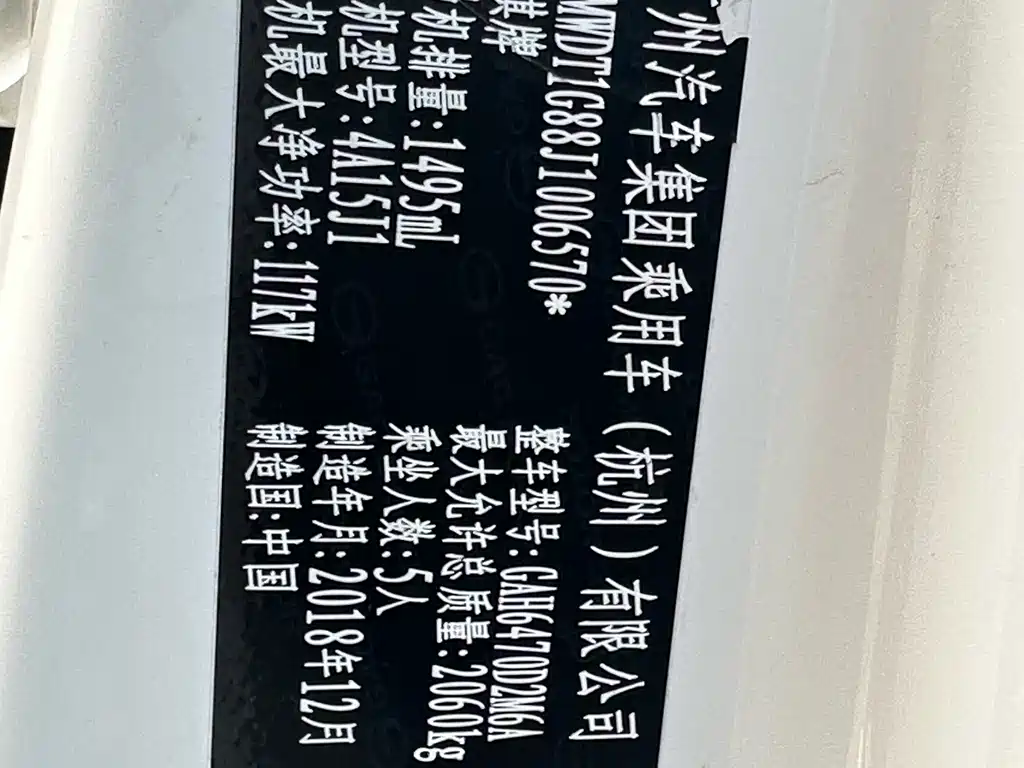 州汽车集团乘用车（杭州）有限公司
WWDT1G88J1006570*
牌
整车型号:GAH6470D2M6A
机排量:1495mL
最大允许总质量:2060kg
机型号:4A15J1
乘坐人数:5人
机最大净功率:117kW
制造年月:2018年12月
制造国:中国